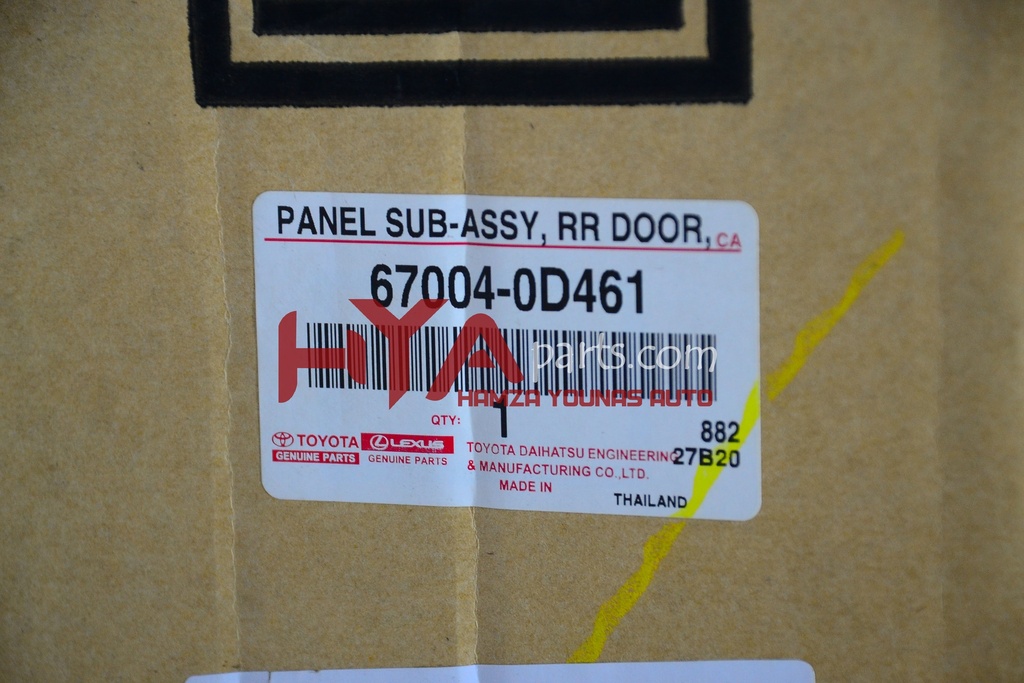 PANEL SUB-ASSY, RR DOOR, CA
67004-0D461
HYA parts.com
HAMZA YOUNAS AUTO
QTY: 1
882
27B20
TOYOTA
GENUINE PARTS
LEXUS
GENUINE PARTS
TOYOTA DAIHATSU ENGINEERING
& MANUFACTURING CO.,LTD.
MADE IN
THAILAND